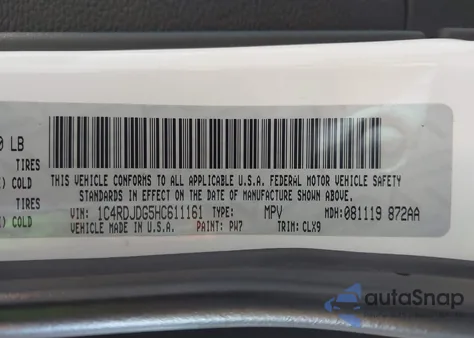 0 LB
TIRES
) COLD
TIRES
) COLD
THIS VEHICLE CONFORMS TO ALL APPLICABLE U.S.A. FEDERAL MOTOR VEHICLE SAFETY
STANDARDS IN EFFECT ON THE DATE OF MANUFACTURE SHOWN ABOVE.
VIN: 1C4RDJDG5HC611161 TYPE: MPV MDH: 081119 872AA
VEHICLE MADE IN U.S.A. PAINT: PW7 TRIM: CLX9
autoSnap